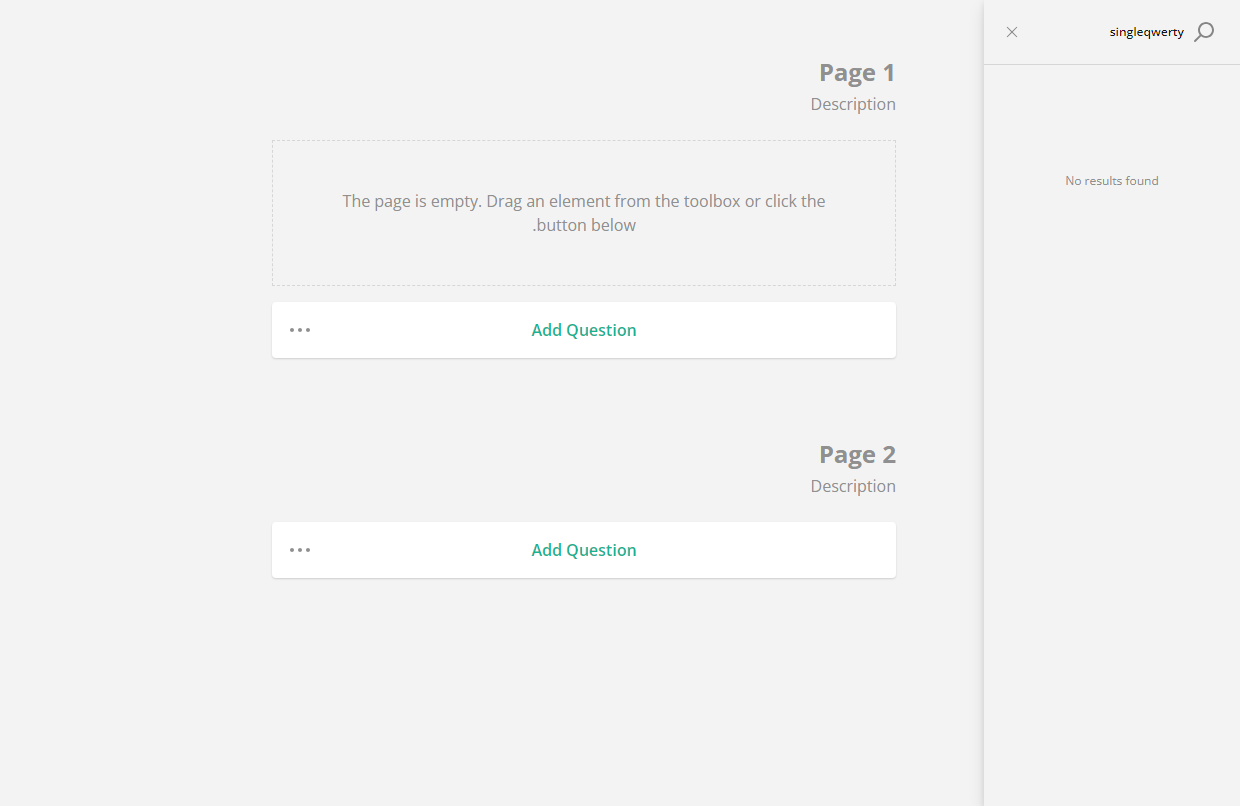 singleqwerty
No results found
Page 1
Description
The page is empty. Drag an element from the toolbox or click the
.button below
Add Question
Page 2
Description
Add Question